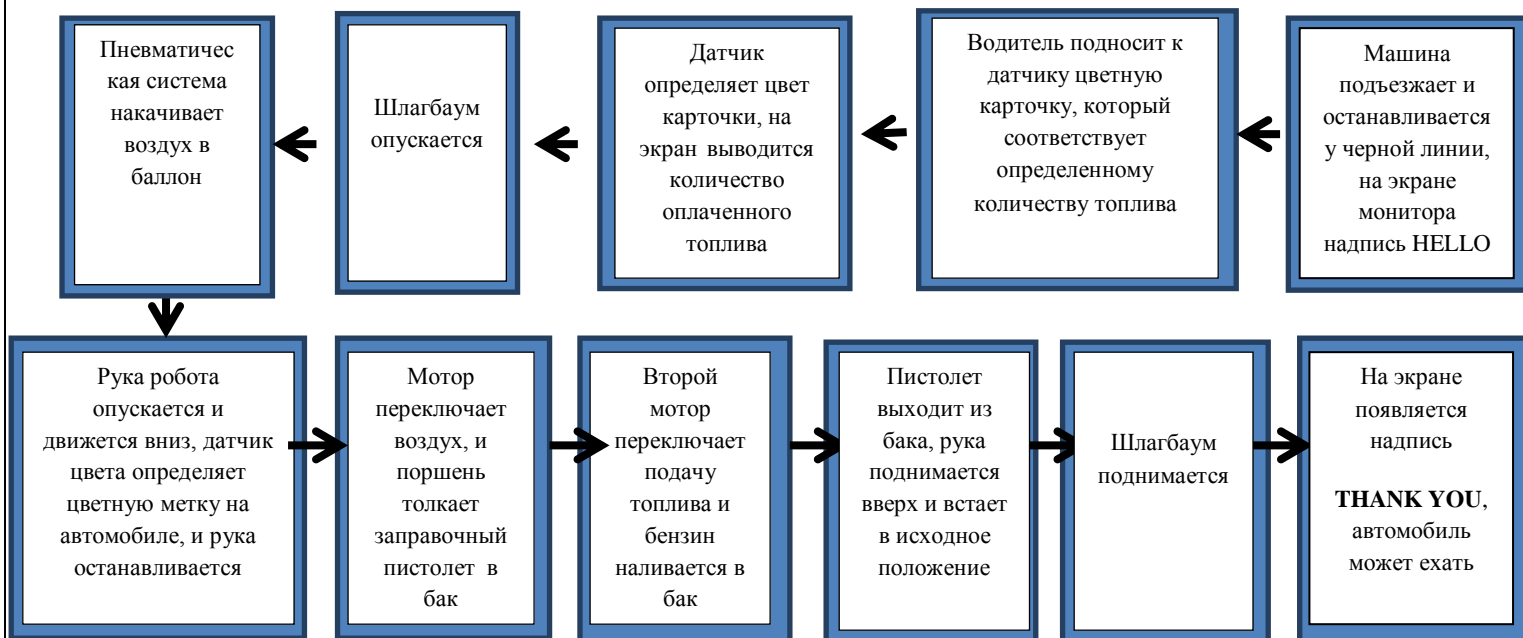 Пневматичес
кая система
накачивает
воздух в
баллон
Шлагбаум
опускается
Датчик
определяет цвет
карточки, на
экран выводится
количество
оплаченного
топлива
Водитель подносит к
датчику цветную
карточку, который
соответствует
определенному
количеству топлива
Машина
подъезжает и
останавливается
у черной линии,
на экране
монитора
надпись HELLO
Рука робота
опускается и
движется вниз, датчик
цвета определяет
цветную метку на
автомобиле, и рука
останавливается
Мотор
переключает
воздух, и
поршень
толкает
заправочный
пистолет в
бак
Второй
мотор
переключает
подачу
топлива и
бензин
наливается в
бак
Пистолет
выходит из
бака, рука
поднимается
вверх и встает
в исходное
положение
Шлагбаум
поднимается
На экране
появляется
надпись
THANK YOU,
автомобиль
может ехать